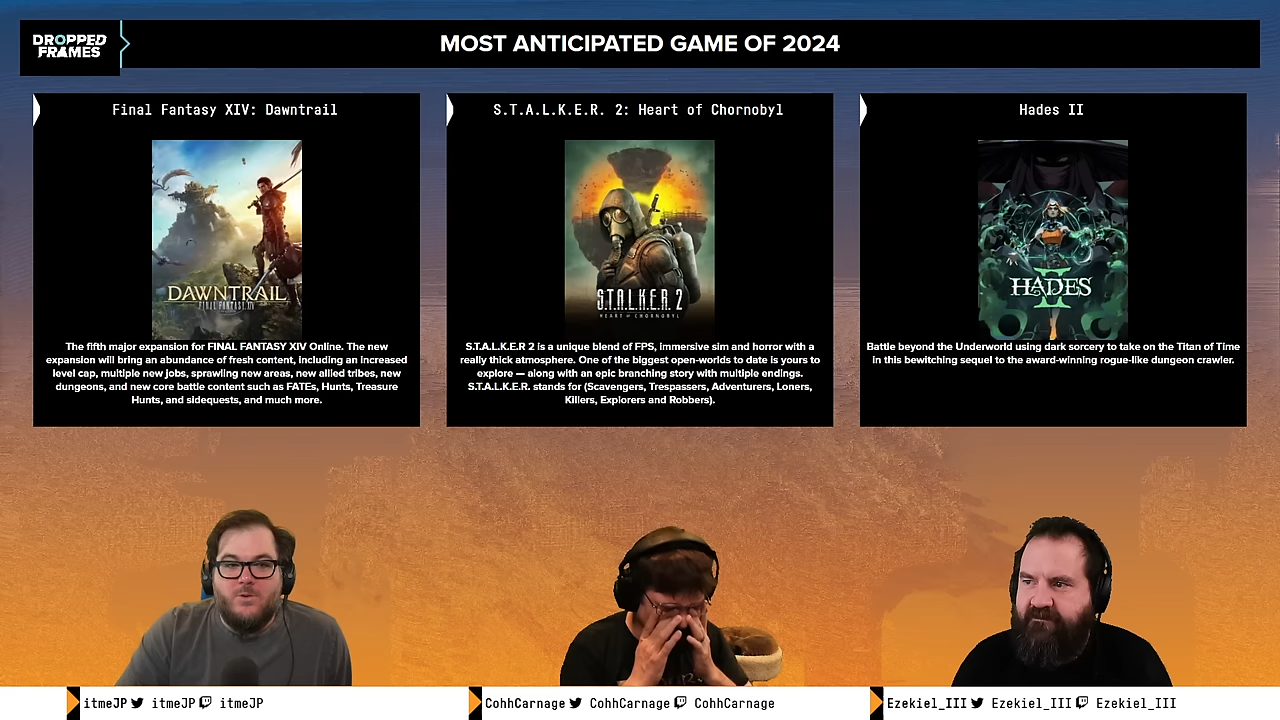 DROPPED
FRAMES
MOST ANTICIPATED GAME OF 2024
Final Fantasy XIV: Dawntrail
DAWNTRAIL
FINAL FANTASY XIV
The fifth major expansion for FINAL FANTASY XIV Online. The new
expansion will bring an abundance of fresh content, including an increased
level cap, multiple new jobs, sprawling new areas, new allied tribes, new
dungeons, and new core battle content such as FATEs, Hunts, Treasure
Hunts, and sidequests, and much more.
S.T.A.L.K.E.R. 2: Heart of Chornobyl
S.T.A.L.K.E.R. 2
HEART OF CHORNOBYL
S.T.A.L.K.E.R 2 is a unique blend of FPS, immersive sim and horror with a
really thick atmosphere. One of the biggest open-worlds to date is yours to
explore — along with an epic branching story with multiple endings.
S.T.A.L.K.E.R. stands for (Scavengers, Trespassers, Adventurers, Loners,
Killers, Explorers and Robbers).
Hades II
HADES
II
Battle beyond the Underworld using dark sorcery to take on the Titan of Time
in this bewitching sequel to the award-winning rogue-like dungeon crawler.
itmeJP itmeJP itmeJP
CohhCarnage CohhCarnage CohhCarnage
Ezekiel_III Ezekiel_III Ezekiel_III